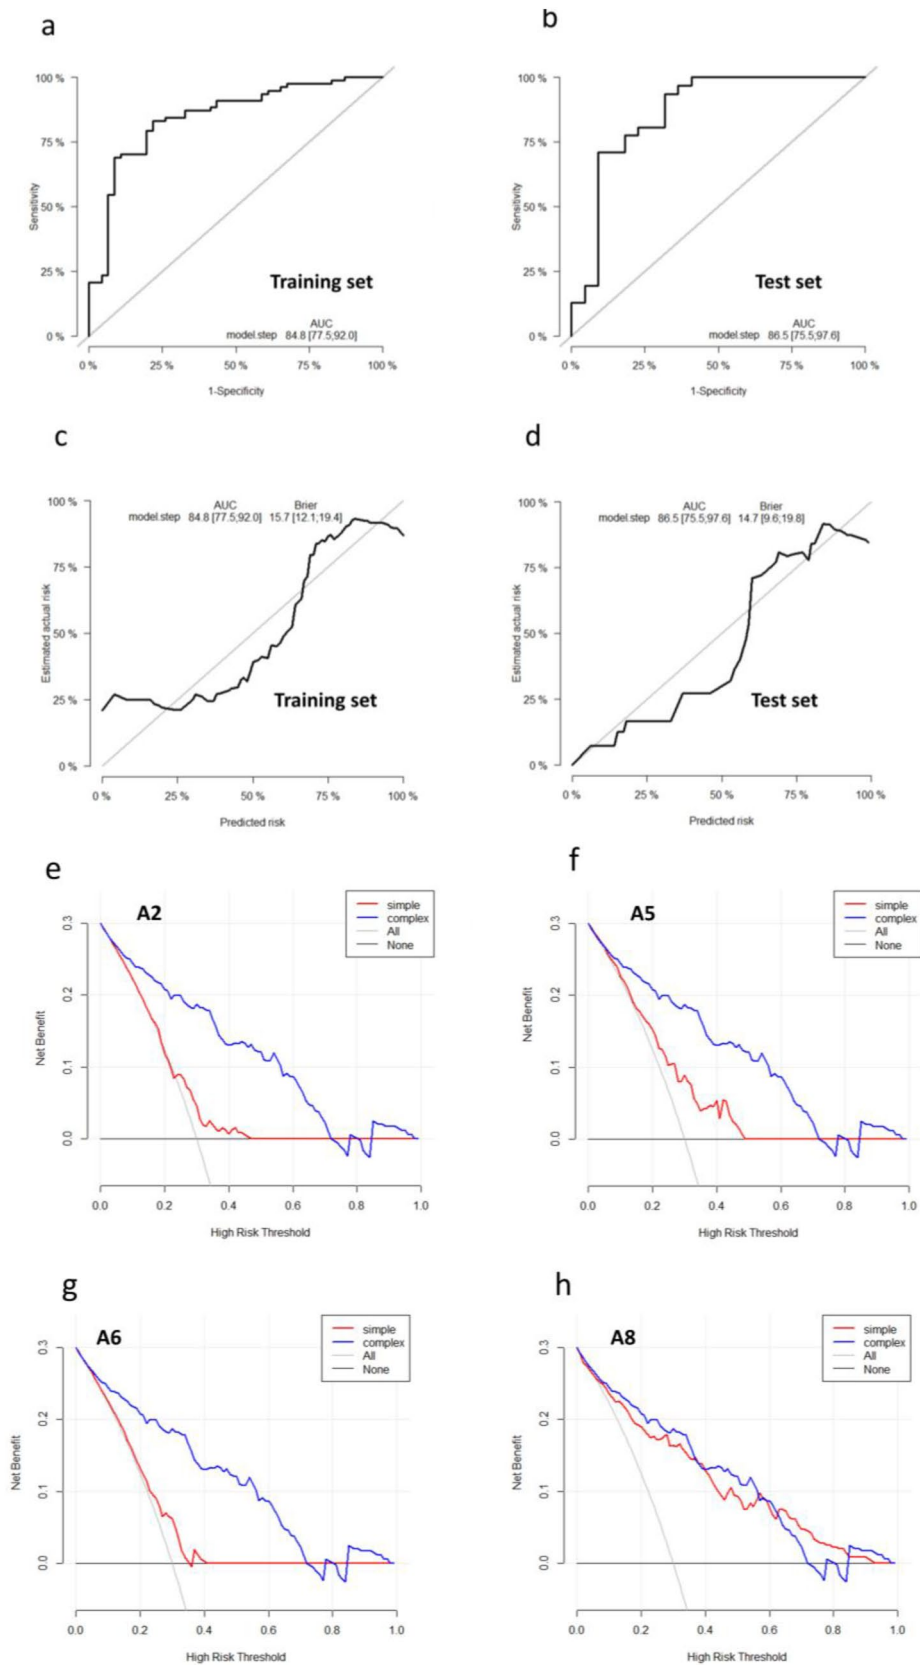 a
b
100 %
75 %
50 %
25 %
0 %
Sensitivity
Training set
AUC
model.step 84.8 [77.5;92.0]
0 % 25 % 50 % 75 % 100 %
1-Specificity
100 %
75 %
50 %
25 %
0 %
Sensitivity
Test set
AUC
model.step 86.5 [75.5;97.6]
0 % 25 % 50 % 75 % 100 %
1-Specificity
c
d
100 %
75 %
50 %
25 %
0 %
Estimated actual risk
AUC Brier
model.step 84.8 [77.5;92.0] 15.7 [12.1;19.4]
Training set
0 % 25 % 50 % 75 % 100 %
Predicted risk
100 %
75 %
50 %
25 %
0 %
Estimated actual risk
AUC Brier
model.step 86.5 [75.5;97.6] 14.7 [9.6;19.8]
Test set
0 % 25 % 50 % 75 % 100 %
Predicted risk
e
f
A2
simple
complex
All
None
0.3
0.2
0.1
0.0
Net Benefit
0.0 0.2 0.4 0.6 0.8 1.0
High Risk Threshold
A5
simple
complex
All
None
0.3
0.2
0.1
0.0
Net Benefit
0.0 0.2 0.4 0.6 0.8 1.0
High Risk Threshold
g
h
A6
simple
complex
All
None
0.3
0.2
0.1
0.0
Net Benefit
0.0 0.2 0.4 0.6 0.8 1.0
High Risk Threshold
A8
simple
complex
All
None
0.3
0.2
0.1
0.0
Net Benefit
0.0 0.2 0.4 0.6 0.8 1.0
High Risk Threshold